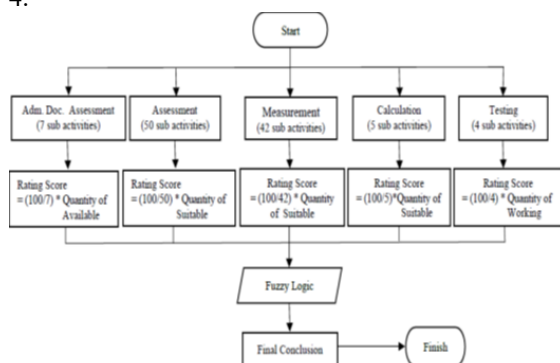 4.
Start
Adm. Doc. Assessment
(7 sub activities)
Assessment
(50 sub activities)
Measurement
(42 sub activities)
Calculation
(5 sub activities)
Testing
(4 sub activities)
Rating Score
= (100/7) * Quantity of
Available
Rating Score
= (100/50) * Quantity of
Suitable
Rating Score
= (100/42) * Quantity
of Suitable
Rating Score
= (100/5)*Quantity of
Suitable
Rating Score
= (100/4) * Quantity of
Working
Fuzzy Logic
Final Conclusion
Finish